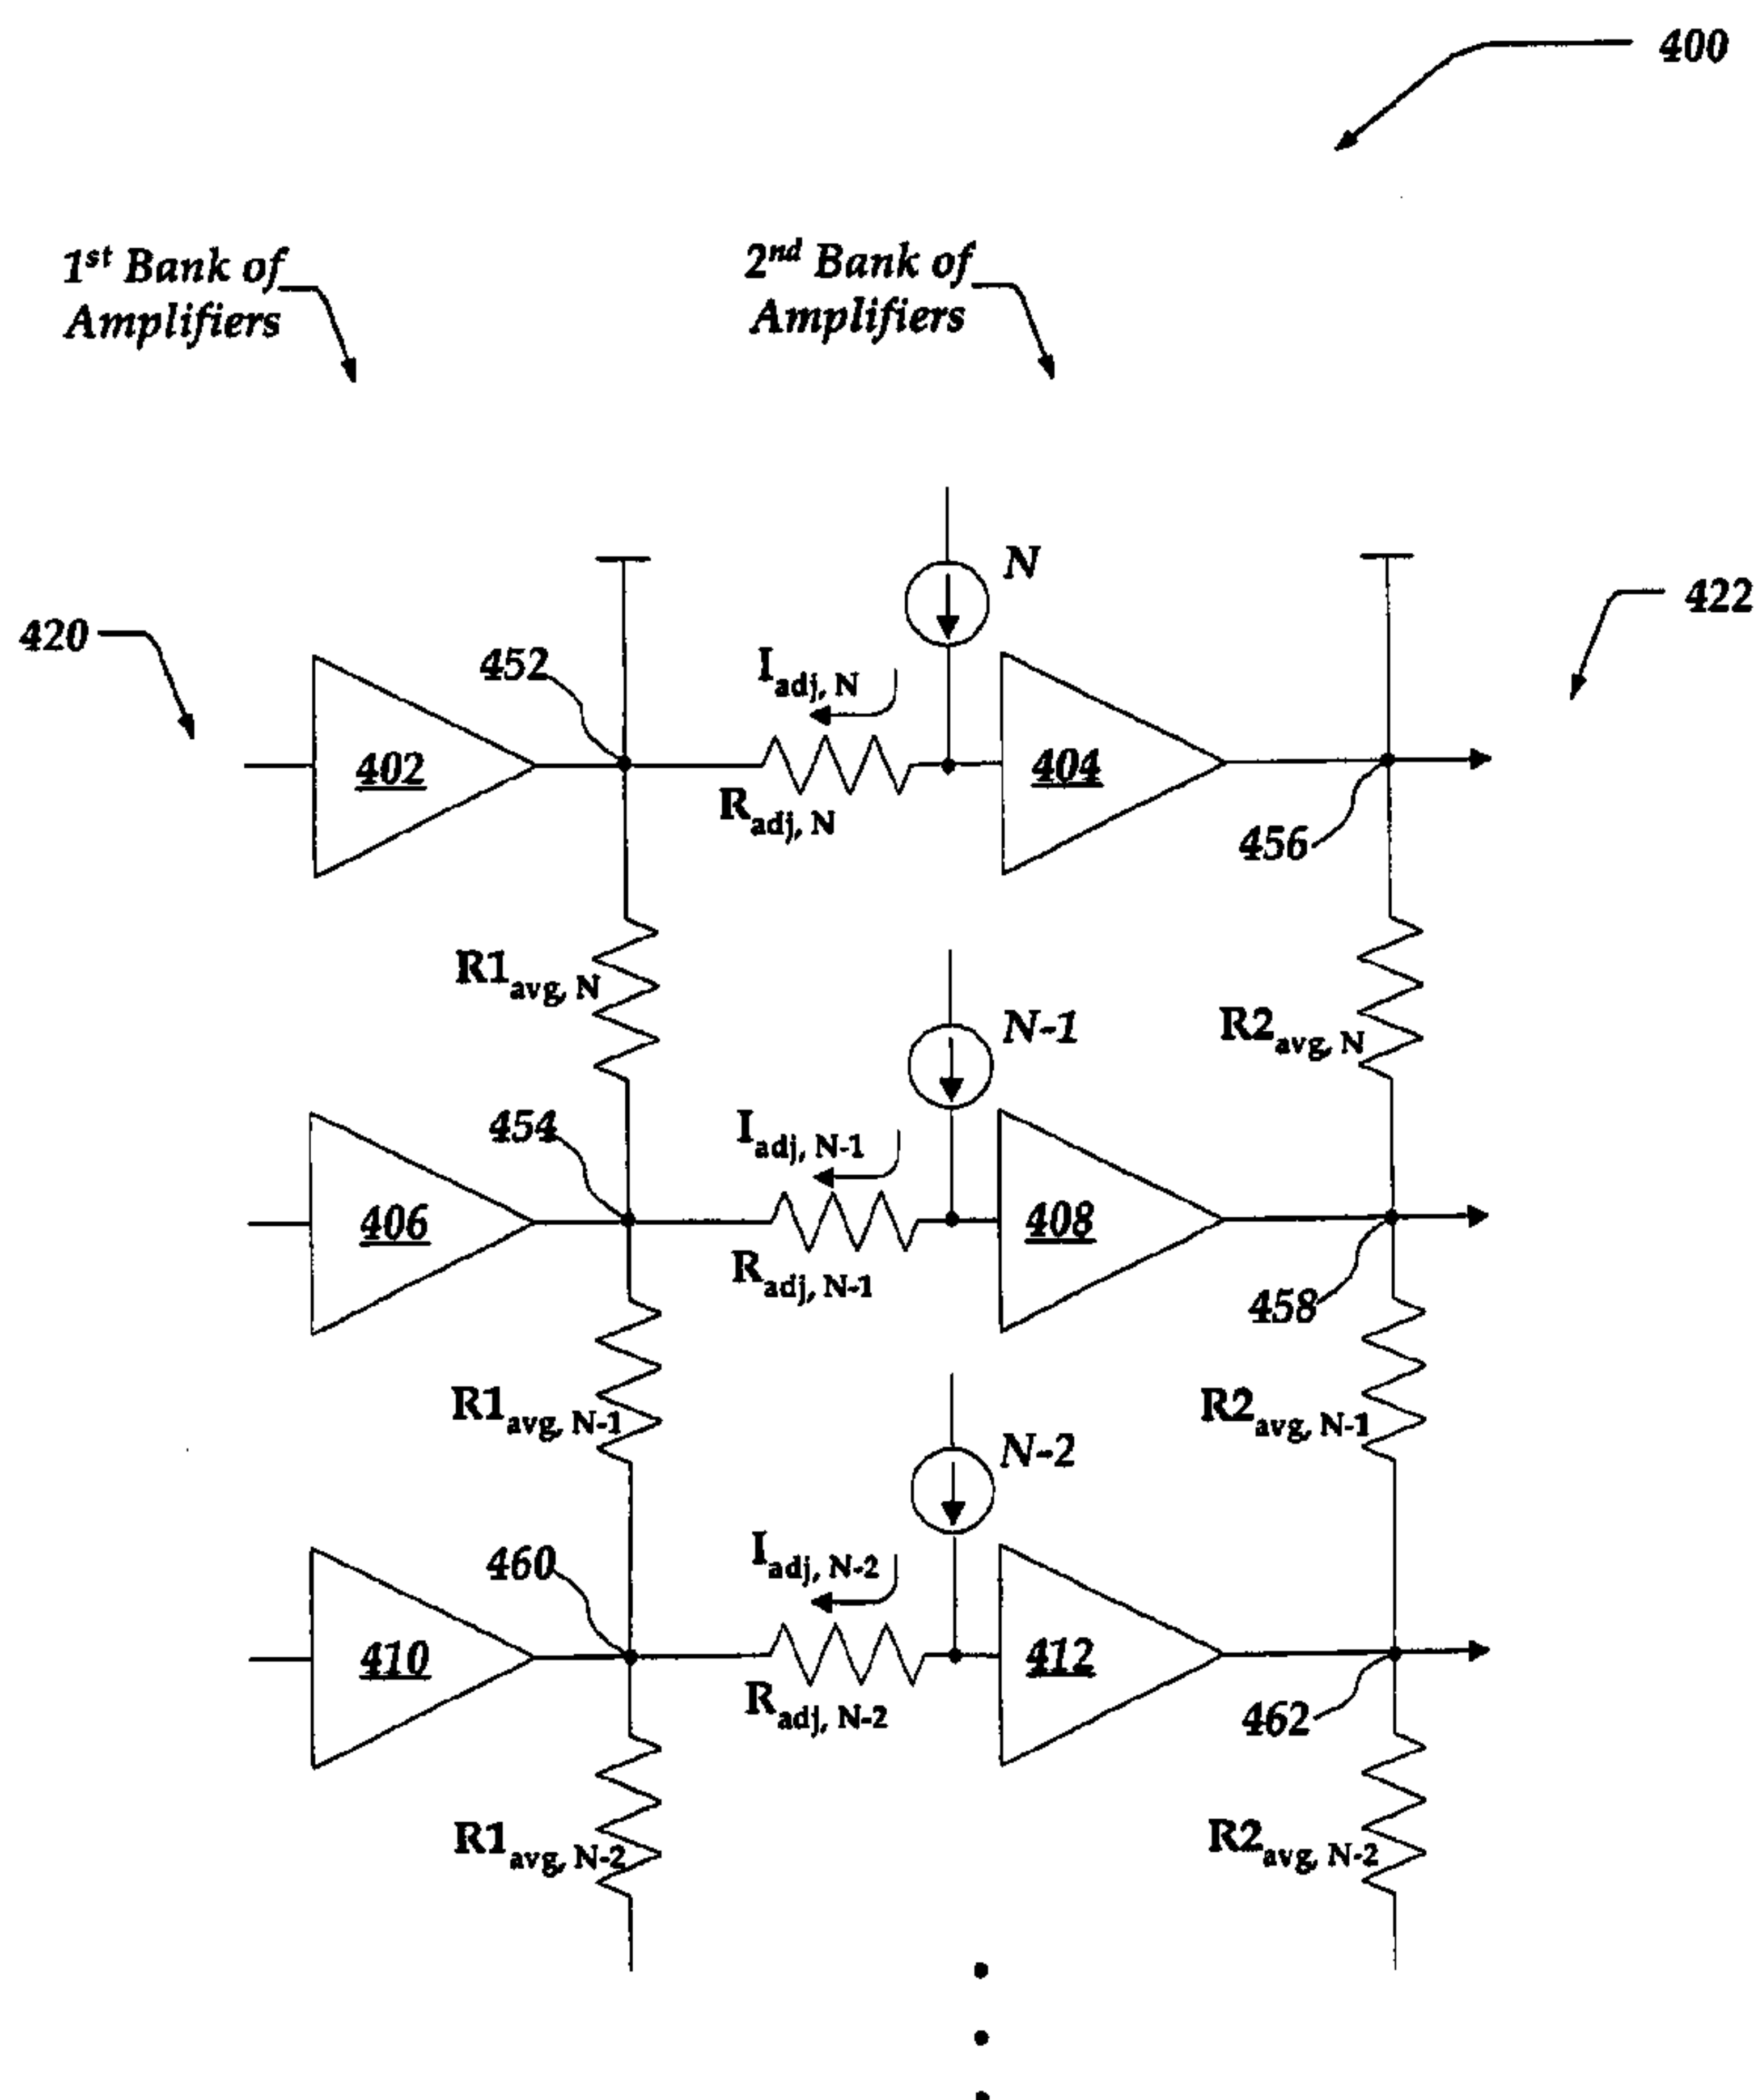 400
1st Bank of
Amplifiers
2nd Bank of
Amplifiers
N
422
420
452
Iadj, N
402
404
Radj, N
456
R1avg, N
N-1
R2avg, N
454
Iadj, N-1
406
408
Radj, N-1
458
R1avg, N-1
R2avg, N-1
N-2
460
Iadj, N-2
410
412
Radj, N-2
462
R1avg, N-2
R2avg, N-2